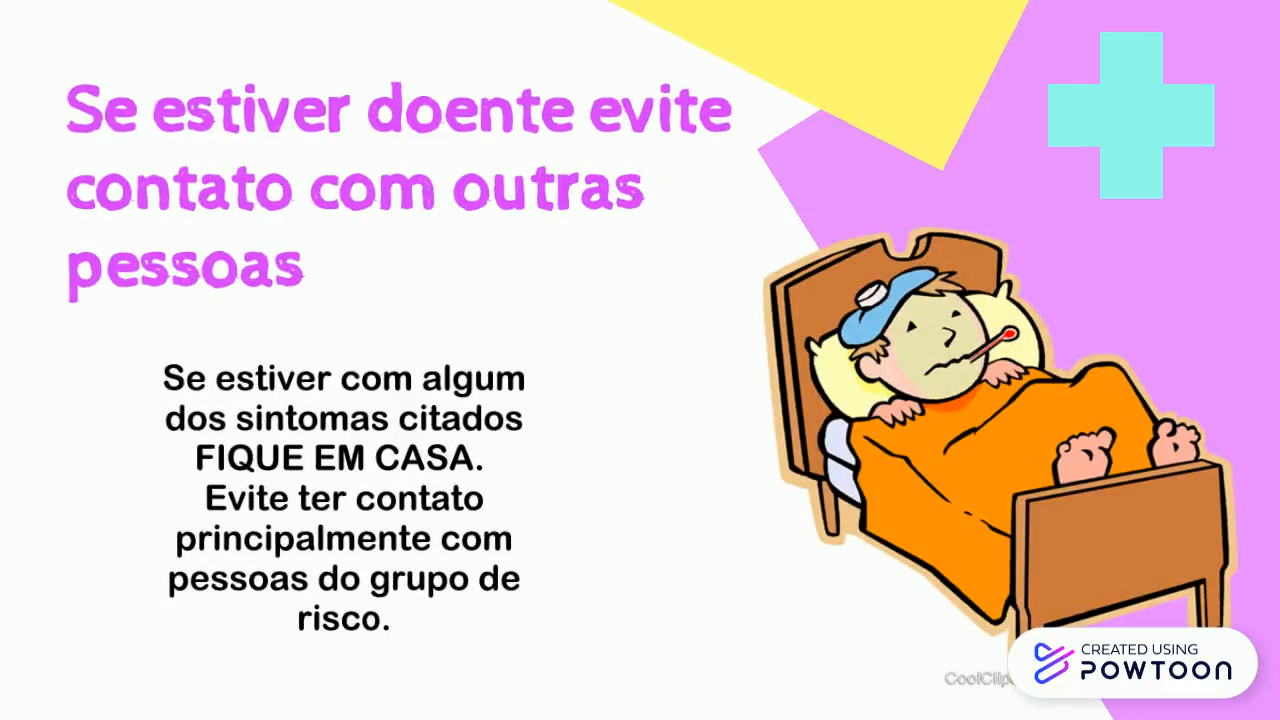 Se estiver doente evite
contato com outras
pessoas
Se estiver com algum
dos sintomas citados
FIQUE EM CASA.
Evite ter contato
principalmente com
pessoas do grupo de
risco.
CREATED USING
POWTOON